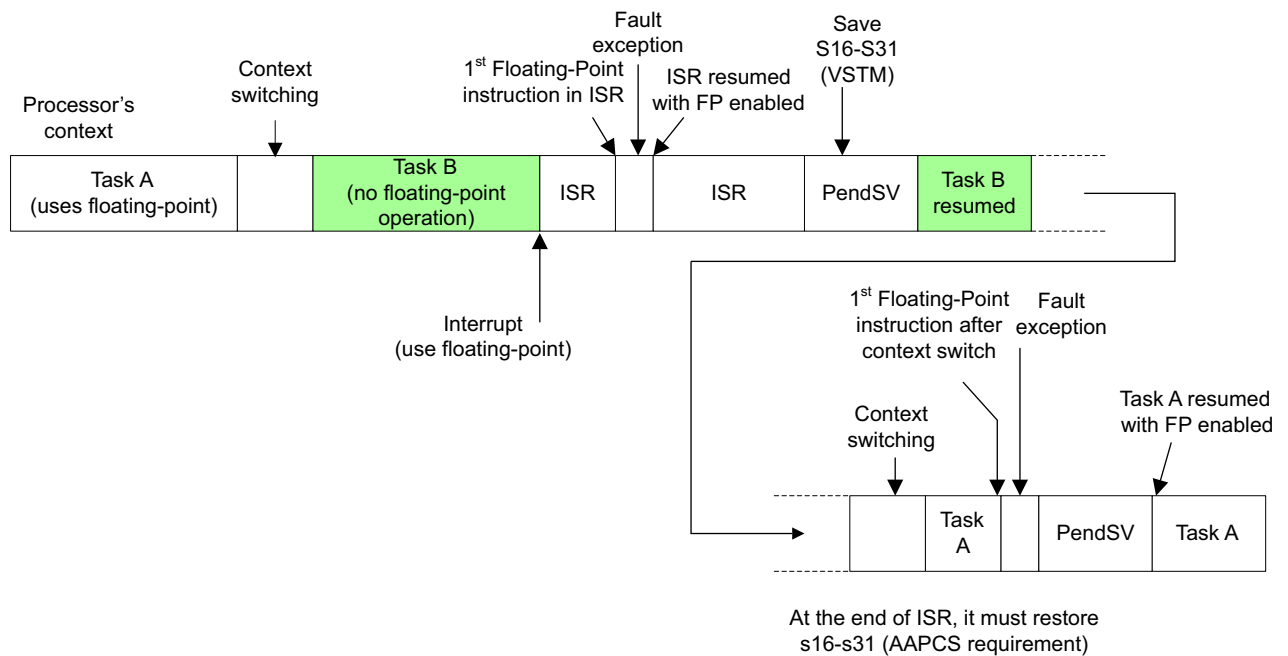 Fault
exception
Save
S16-S31
(VSTM)
Context
switching
1st Floating-Point
instruction in ISR
ISR resumed
with FP enabled
Processor's
context
Task A
(uses floating-point)
Task B
(no floating-point
operation)
ISR
ISR
PendSV
Task B
resumed
Interrupt
(use floating-point)
1st Floating-Point
instruction after
context switch
Fault
exception
Context
switching
Task A resumed
with FP enabled
Task
A
PendSV
Task A
At the end of ISR, it must restore
s16-s31 (AAPCS requirement)